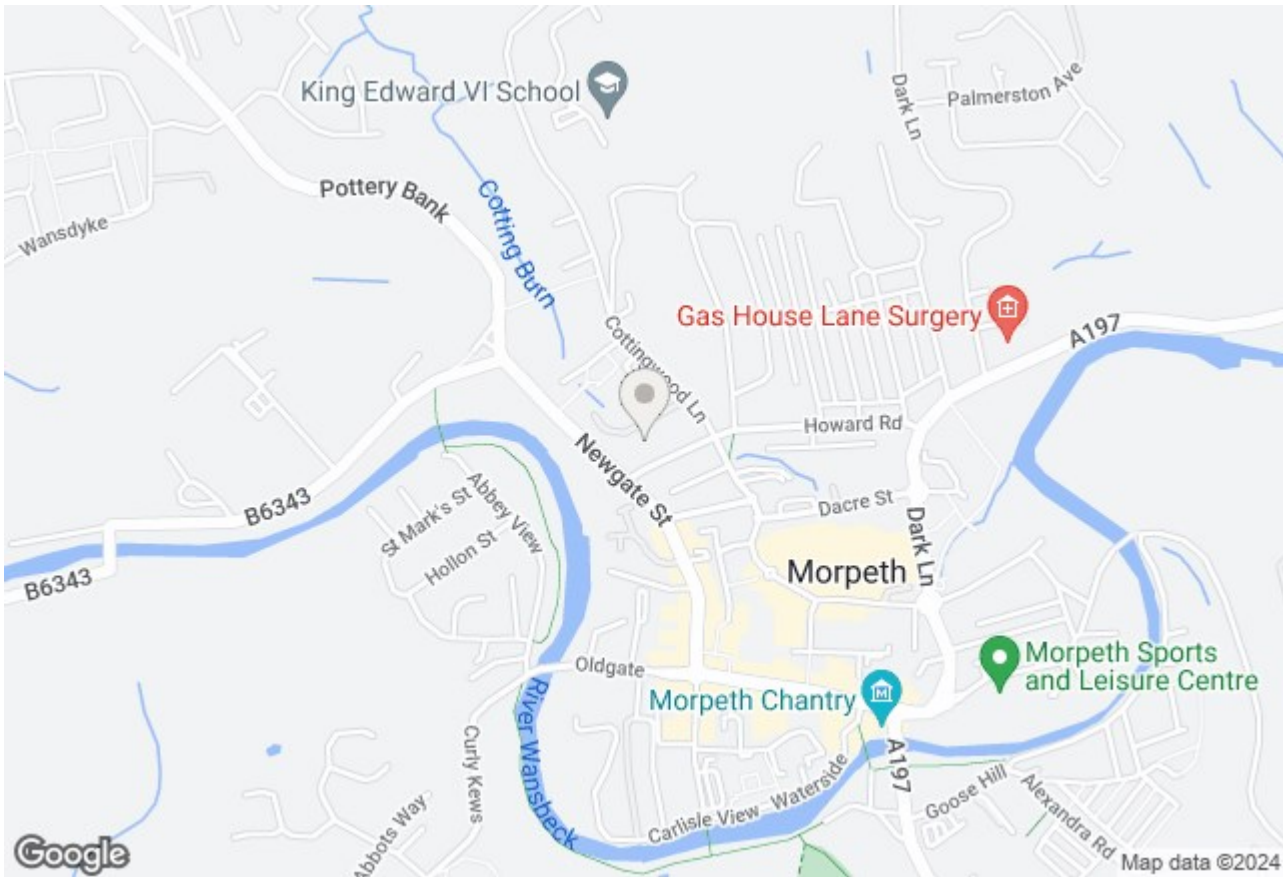 King Edward VI School
Dark Ln
Palmerston Ave
Pottery Bank
Cotting Burn
Wansdyke
Gas House Lane Surgery
A197
Cottingwood Ln
Howard Rd
Newgate St
Abbey View
St Mark's St
B6343
Hollon St
Dacre St
Dark Ln
Morpeth
B6343
Oldgate
Morpeth Sports
and Leisure Centre
Morpeth Chantry
M
River Wansbeck
Curly Kews
A197
Waterside
Carlisle View
Goose Hill
Alexandra Rd
Abbots Way
Google
Map data ©2024